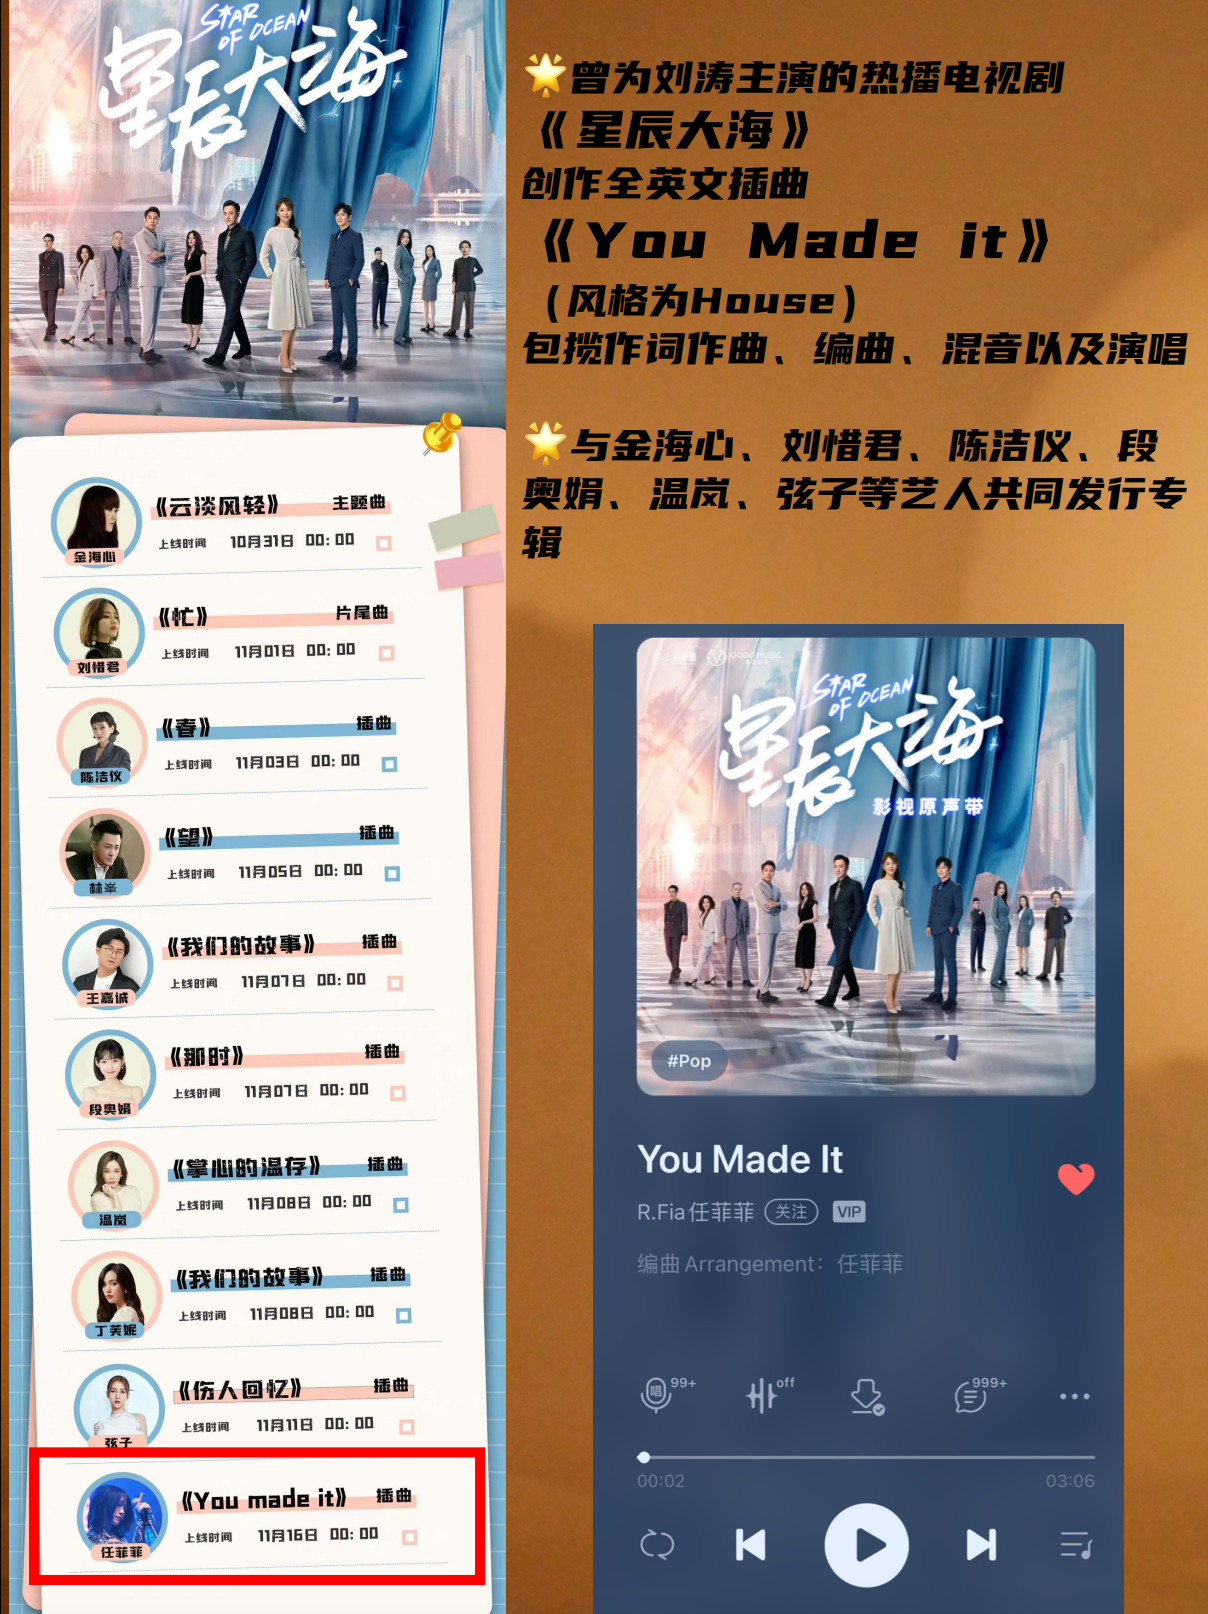 STAR
OF OCEAN
星辰大海
《云淡风轻》 主题曲
上线时间 10月31日 00:00
金海心
《忙》 片尾曲
上线时间 11月01日 00:00
刘惜君
《春》 插曲
上线时间 11月03日 00:00
陈洁仪
《望》 插曲
上线时间 11月05日 00:00
林峯
《我们的故事》 插曲
上线时间 11月07日 00:00
王嘉诚
《那时》 插曲
上线时间 11月07日 00:00
段奥娟
《掌心的温存》 插曲
上线时间 11月08日 00:00
温岚
《我们的故事》 插曲
上线时间 11月08日 00:00
丁芙妮
《伤人回忆》 插曲
上线时间 11月11日 00:00
弦子
《You made it》 插曲
上线时间 11月16日 00:00
任菲菲
🌟曾为刘涛主演的热播电视剧
《星辰大海》
创作全英文插曲
《You Made it》
（风格为House）
包揽作词作曲、编曲、混音以及演唱
🌟与金海心、刘惜君、陈洁仪、段
奥娟、温岚、弦子等艺人共同发行专
辑
GOOD MUSIC
STAR
OF OCEAN
星辰大海
影视原声带
#Pop
You Made It
R.Fia任菲菲 关注 VIP
编曲 Arrangement：任菲菲
唱 99+ off 999+
00:02 03:06